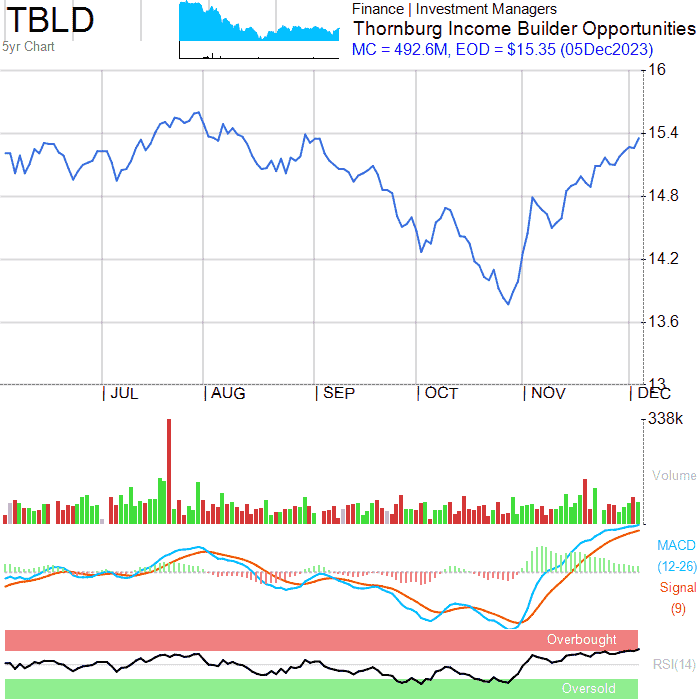 TBLD
5yr Chart
Finance | Investment Managers
Thornburg Income Builder Opportunities
MC = 492.6M, EOD = $15.35 (05Dec2023)
16
15.4
14.8
14.2
13.6
13
JUL AUG SEP OCT NOV DEC
338k
Volume
MACD
(12-26)
Signal
(9)
Overbought
RSI(14)
Oversold